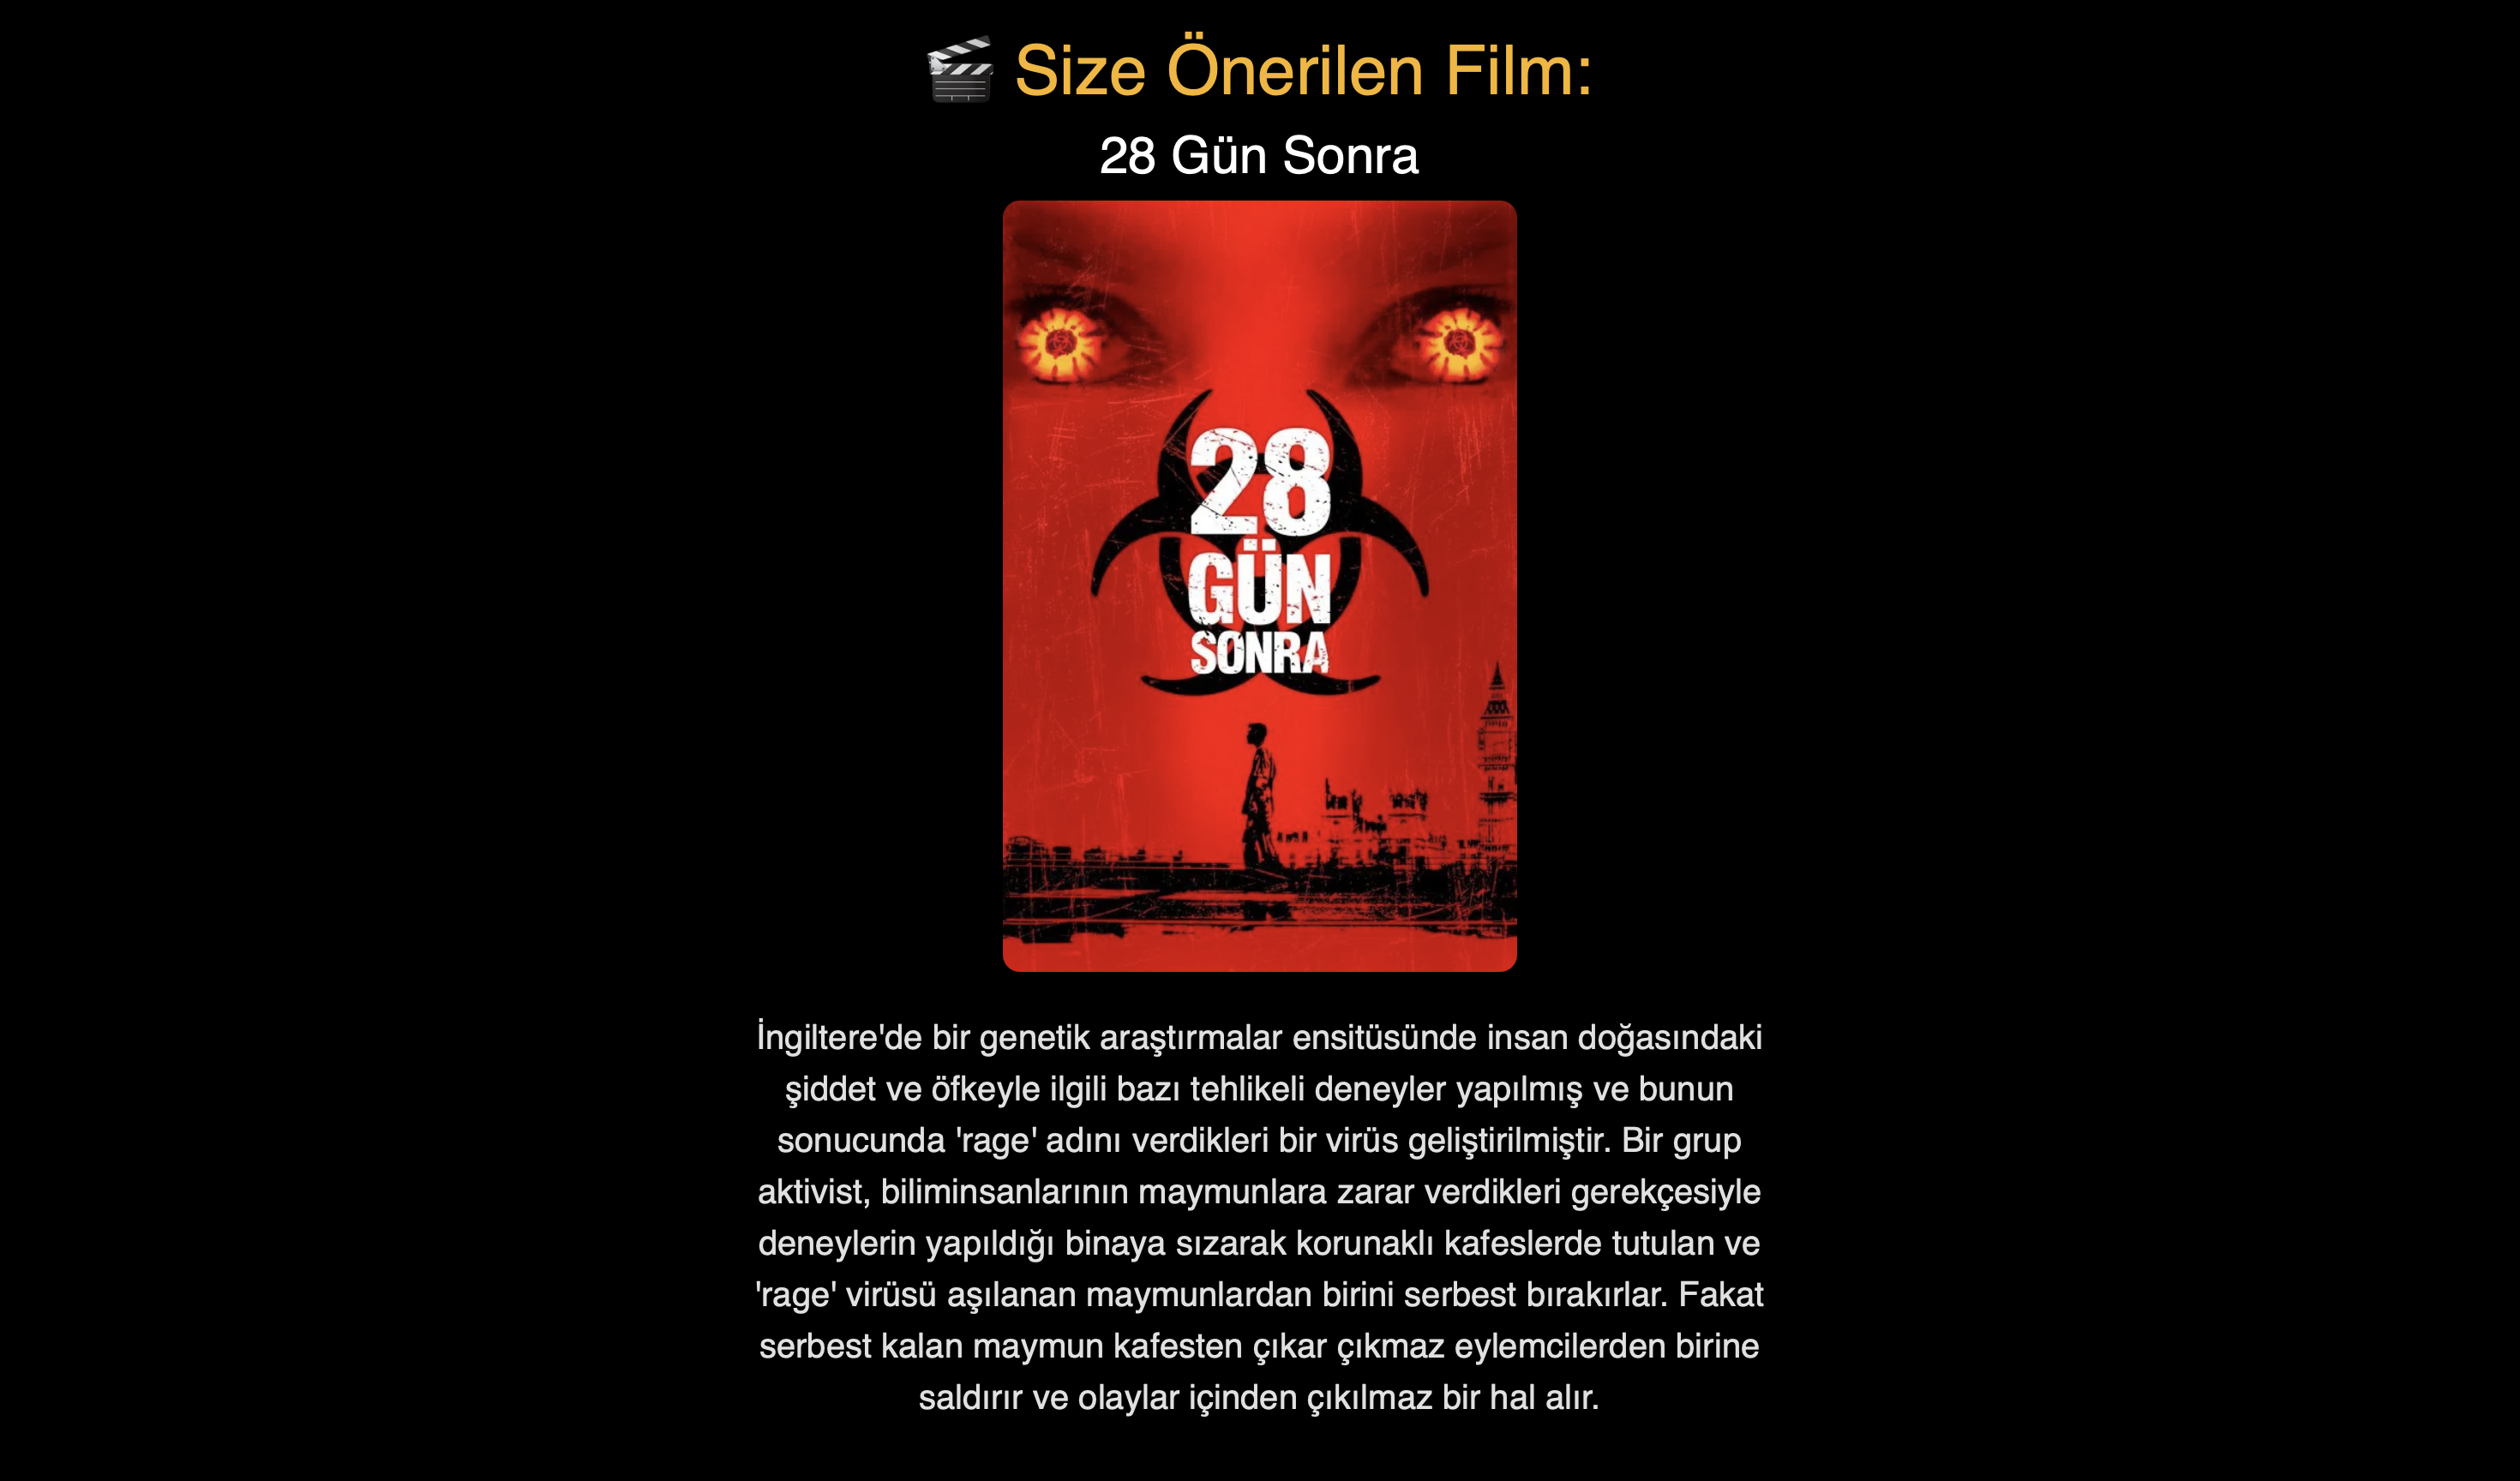 🎬 Size Önerilen Film:
28 Gün Sonra
28
GÜN
SONRA
İngiltere'de bir genetik araştırmalar ensitüsünde insan doğasındaki
şiddet ve öfkeyle ilgili bazı tehlikeli deneyler yapılmış ve bunun
sonucunda 'rage' adını verdikleri bir virüs geliştirilmiştir. Bir grup
aktivist, biliminsanlarının maymunlara zarar verdikleri gerekçesiyle
deneylerin yapıldığı binaya sızarak korunaklı kafeslerde tutulan ve
'rage' virüsü aşılanan maymunlardan birini serbest bırakırlar. Fakat
serbest kalan maymun kafesten çıkar çıkmaz eylemcilerden birine
saldırır ve olaylar içinden çıkılmaz bir hal alır.